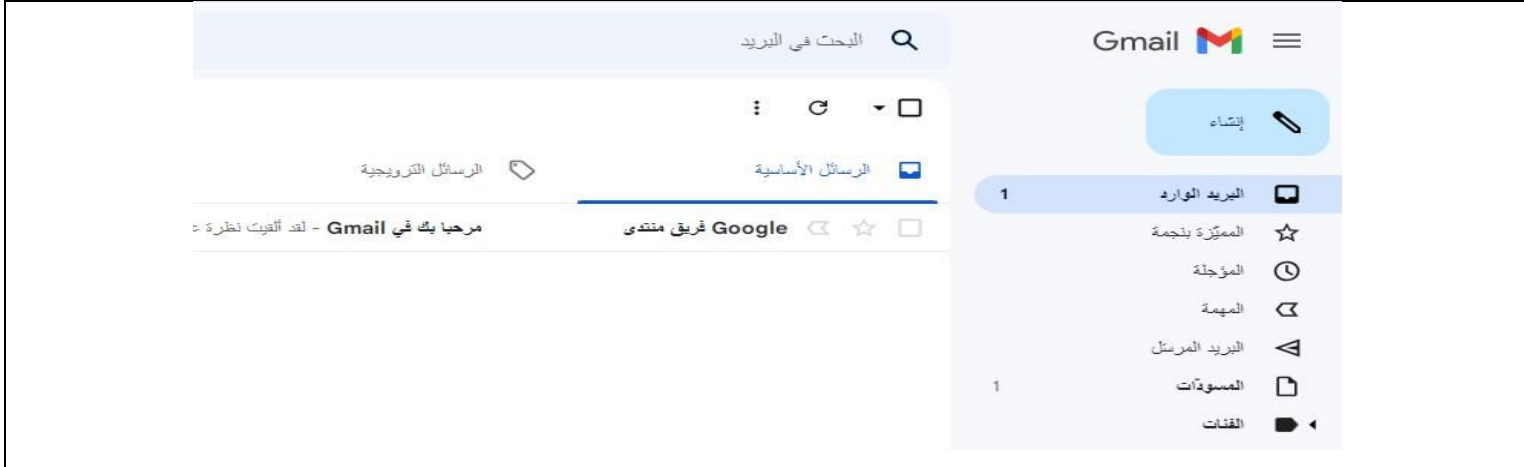 Gmail
البحث في البريد
إنشاء
الرسائل الأساسية
الرسائل الترويجية
البريد الوارد 1
فريق منتدى Google
مرحبا بك في Gmail - لقد ألقيت نظرة
المميّزة بنجمة
المؤجلة
المهمة
البريد المرسَل
المسودّات 1
الفئات